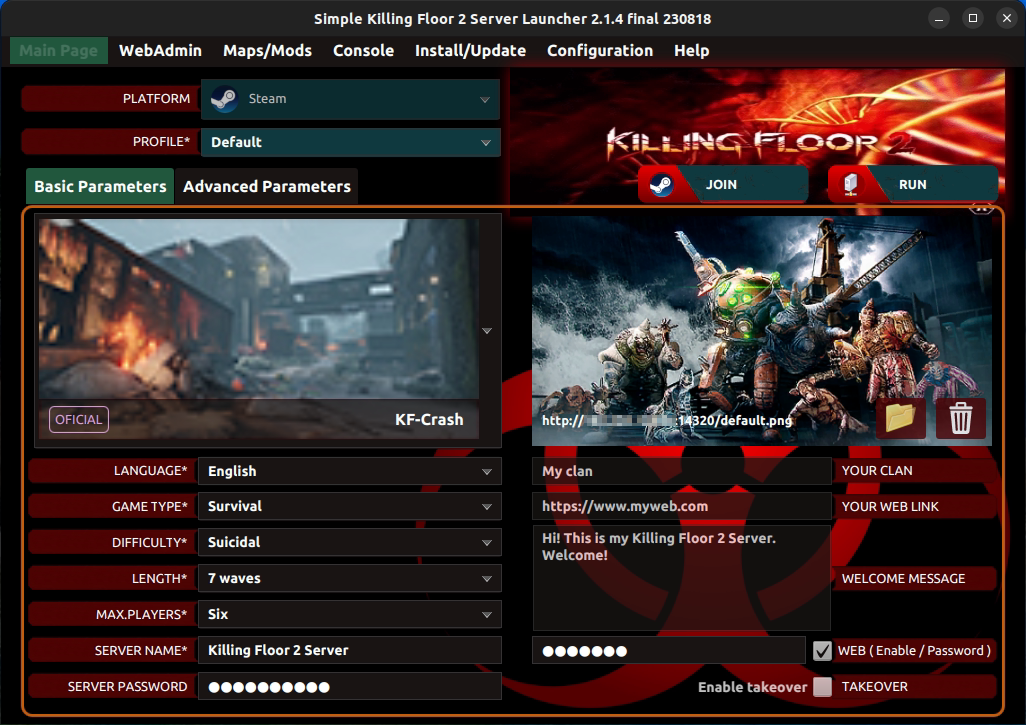 Simple Killing Floor 2 Server Launcher 2.1.4 final 230818
Main Page WebAdmin Maps/Mods Console Install/Update Configuration Help
PLATFORM Steam
PROFILE* Default
KILLING FLOOR 2
JOIN RUN
Basic Parameters Advanced Parameters
OFICIAL KF-Crash
http:// :14320/default.png
LANGUAGE* English
My clan YOUR CLAN
GAME TYPE* Survival
https://www.myweb.com YOUR WEB LINK
DIFFICULTY* Suicidal
Hi! This is my Killing Floor 2 Server.
Welcome!
LENGTH* 7 waves
WELCOME MESSAGE
MAX.PLAYERS* Six
SERVER NAME* Killing Floor 2 Server
●●●●●●● WEB ( Enable / Password )
SERVER PASSWORD ●●●●●●●●●●
Enable takeover TAKEOVER